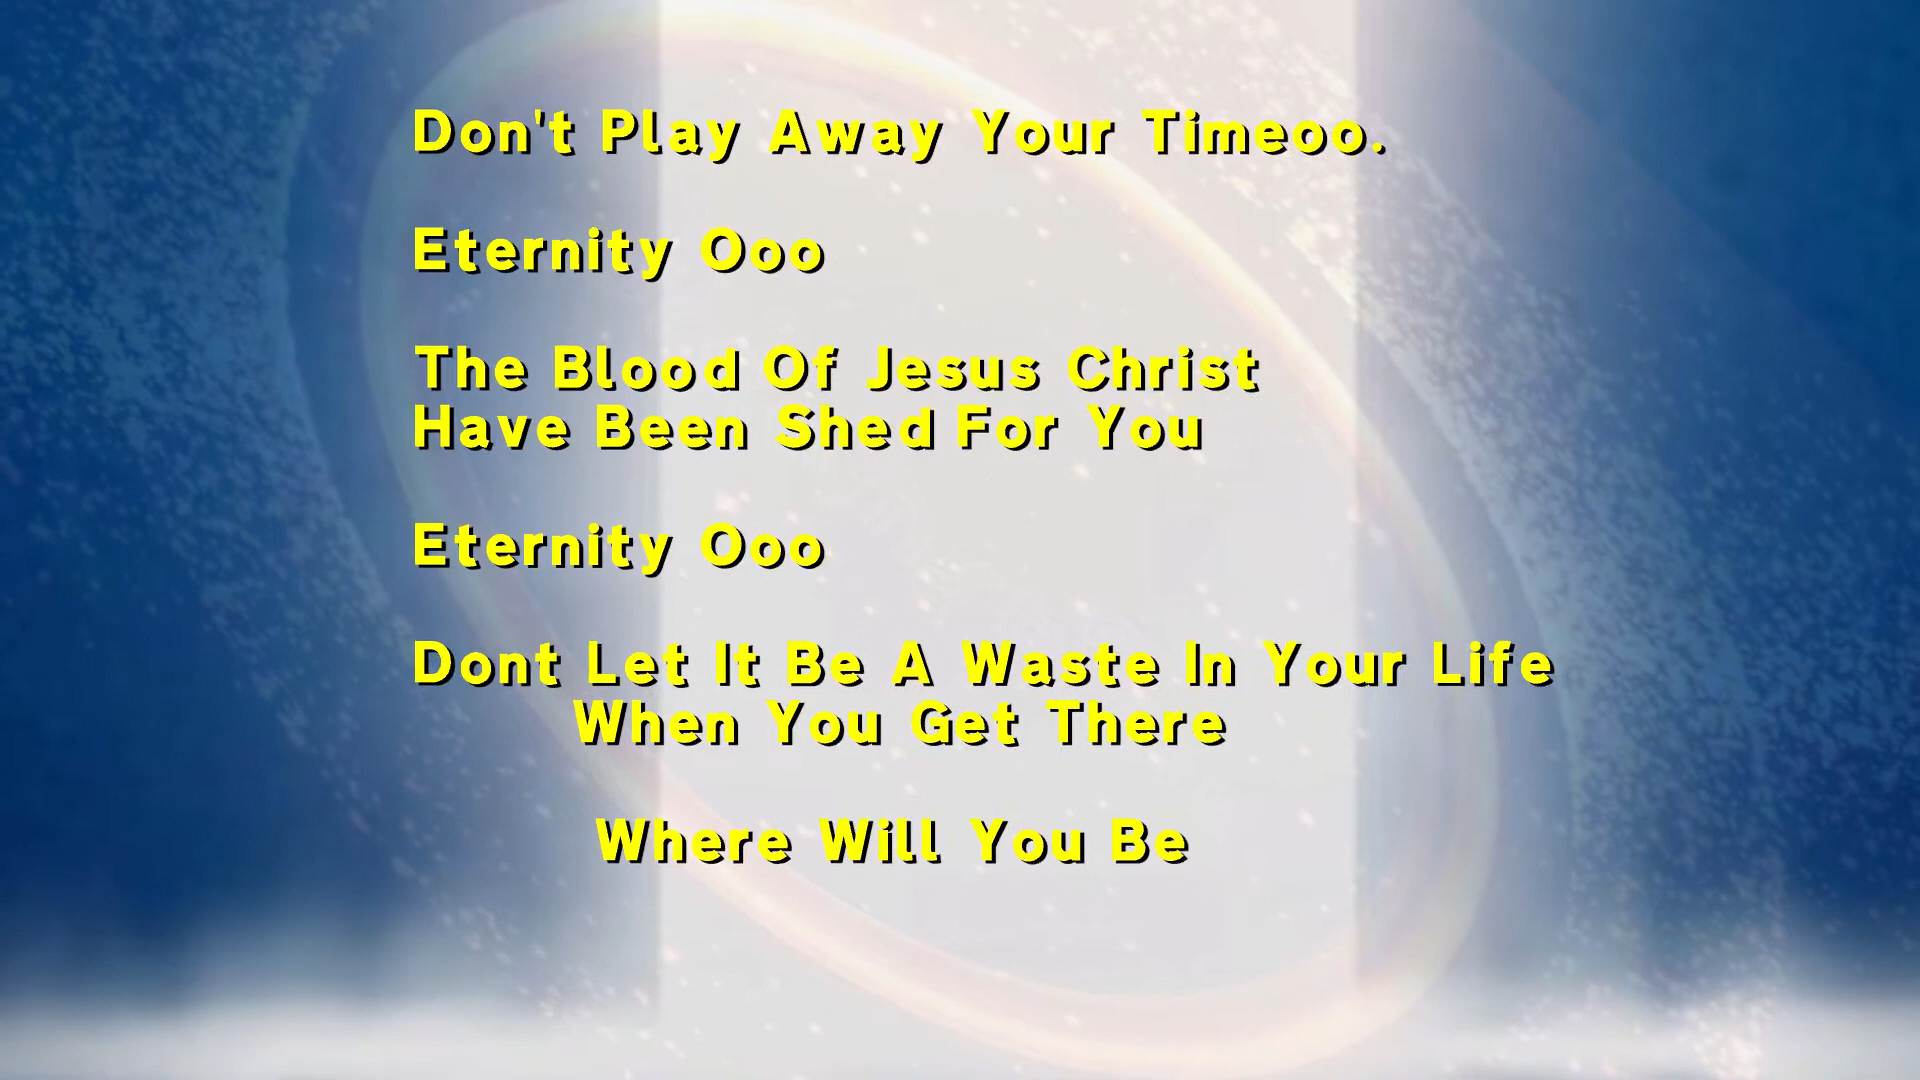 Don't Play Away Your Timeoo.
Eternity Ooo
The Blood Of Jesus Christ
Have Been Shed For You
Eternity Ooo
Dont Let It Be A Waste In Your Life
When You Get There
Where Will You Be